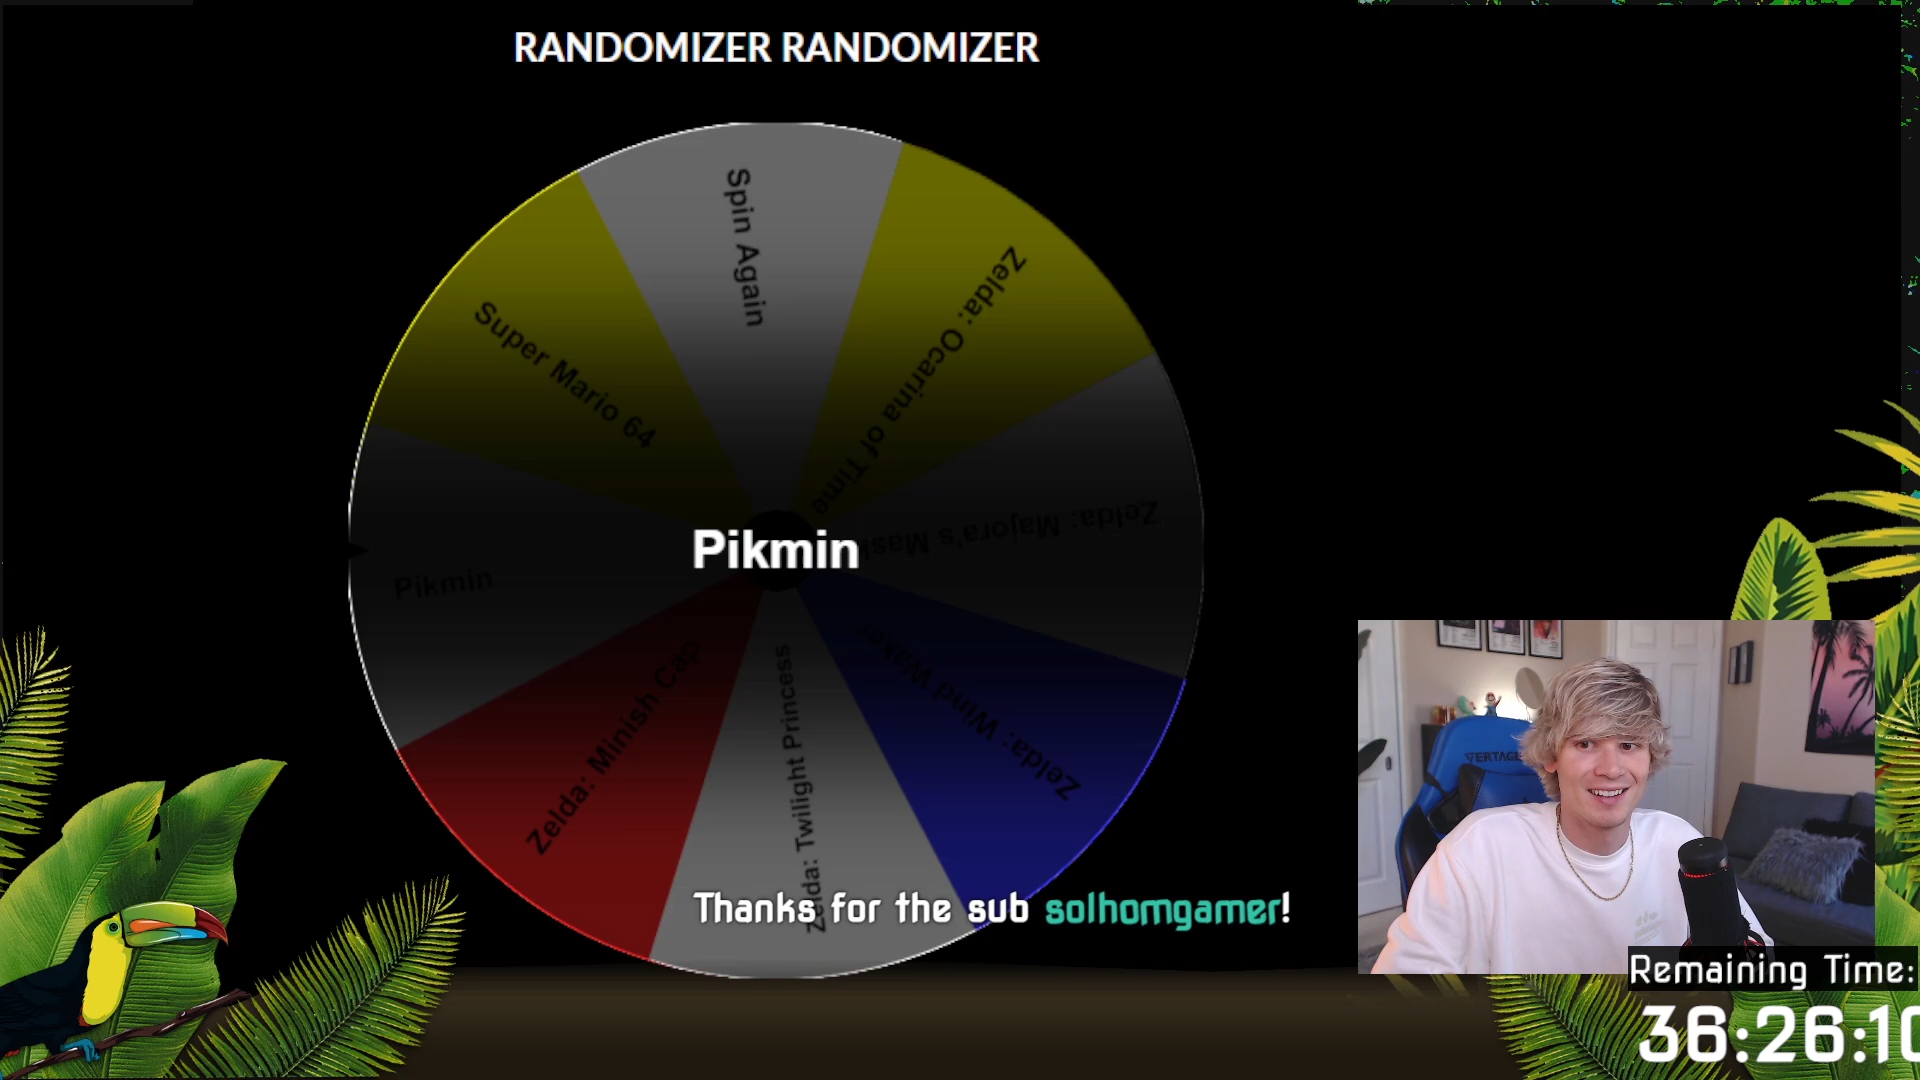 RANDOMIZER RANDOMIZER
Spin Again
Zelda: Ocarina of Time
Super Mario 64
Zelda: Majora's Mask
Pikmin
Pikmin
Zelda: Wind Waker
Zelda: Minish Cap
Zelda: Twilight Princess
Thanks for the sub solhomgamer!
Remaining Time:
36:26:10